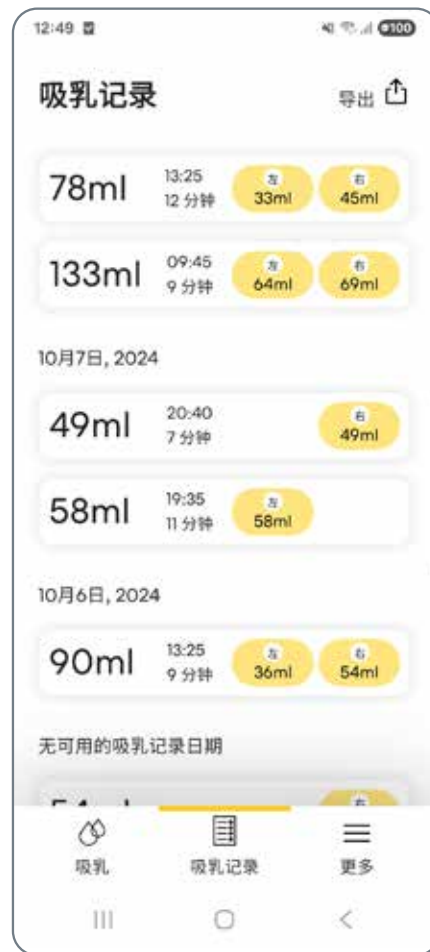 12:49
100
吸乳记录
导出
78ml
13:25
12 分钟
左
33ml
右
45ml
133ml
09:45
9 分钟
左
64ml
右
69ml
10月7日, 2024
49ml
20:40
7 分钟
右
49ml
58ml
19:35
11 分钟
左
58ml
10月6日, 2024
90ml
13:25
9 分钟
左
36ml
右
54ml
无可用的吸乳记录日期
吸乳
吸乳记录
更多